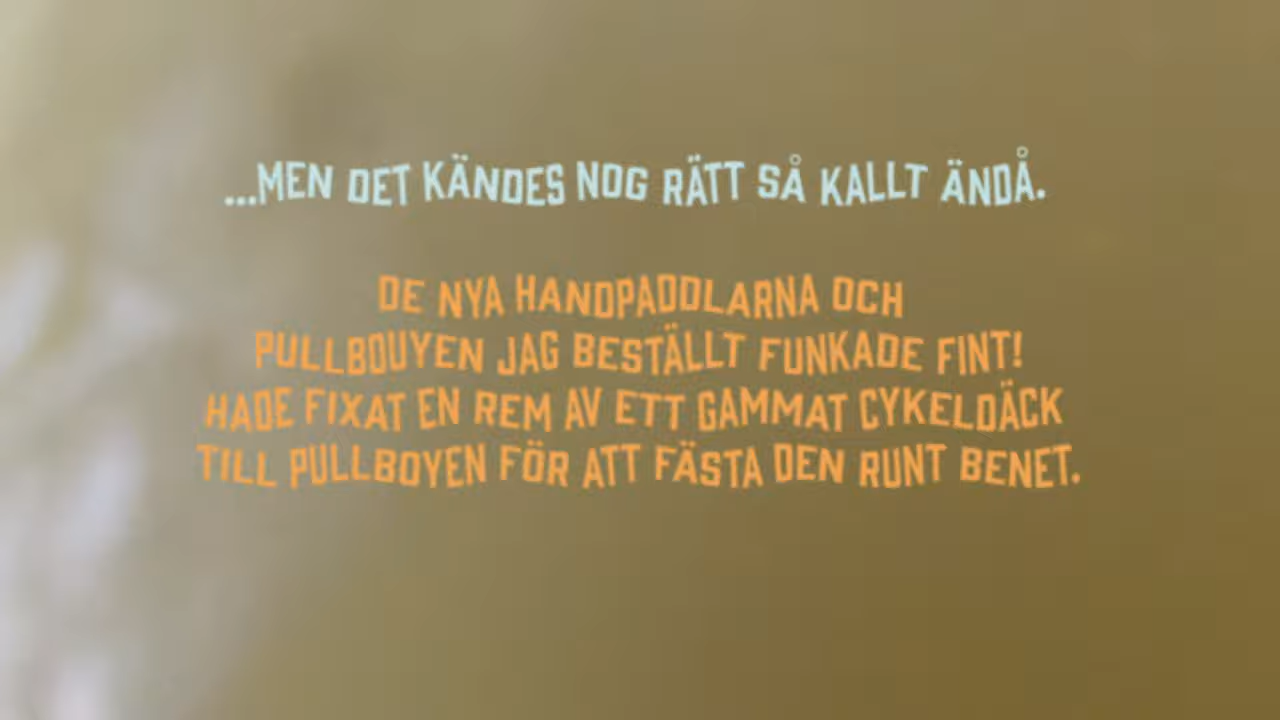 ...MEN DET KÄNDES NOG RÄTT SÅ KALLT ÄNDÅ.
DE NYA HANDPADDLARNA OCH
PULLBOUYEN JAG BESTÄLLT FUNKADE FINT!
HADE FIXAT EN REM AV ETT GAMMAT CYKELDÄCK
TILL PULLBOYEN FÖR ATT FÄSTA DEN RUNT BENET.